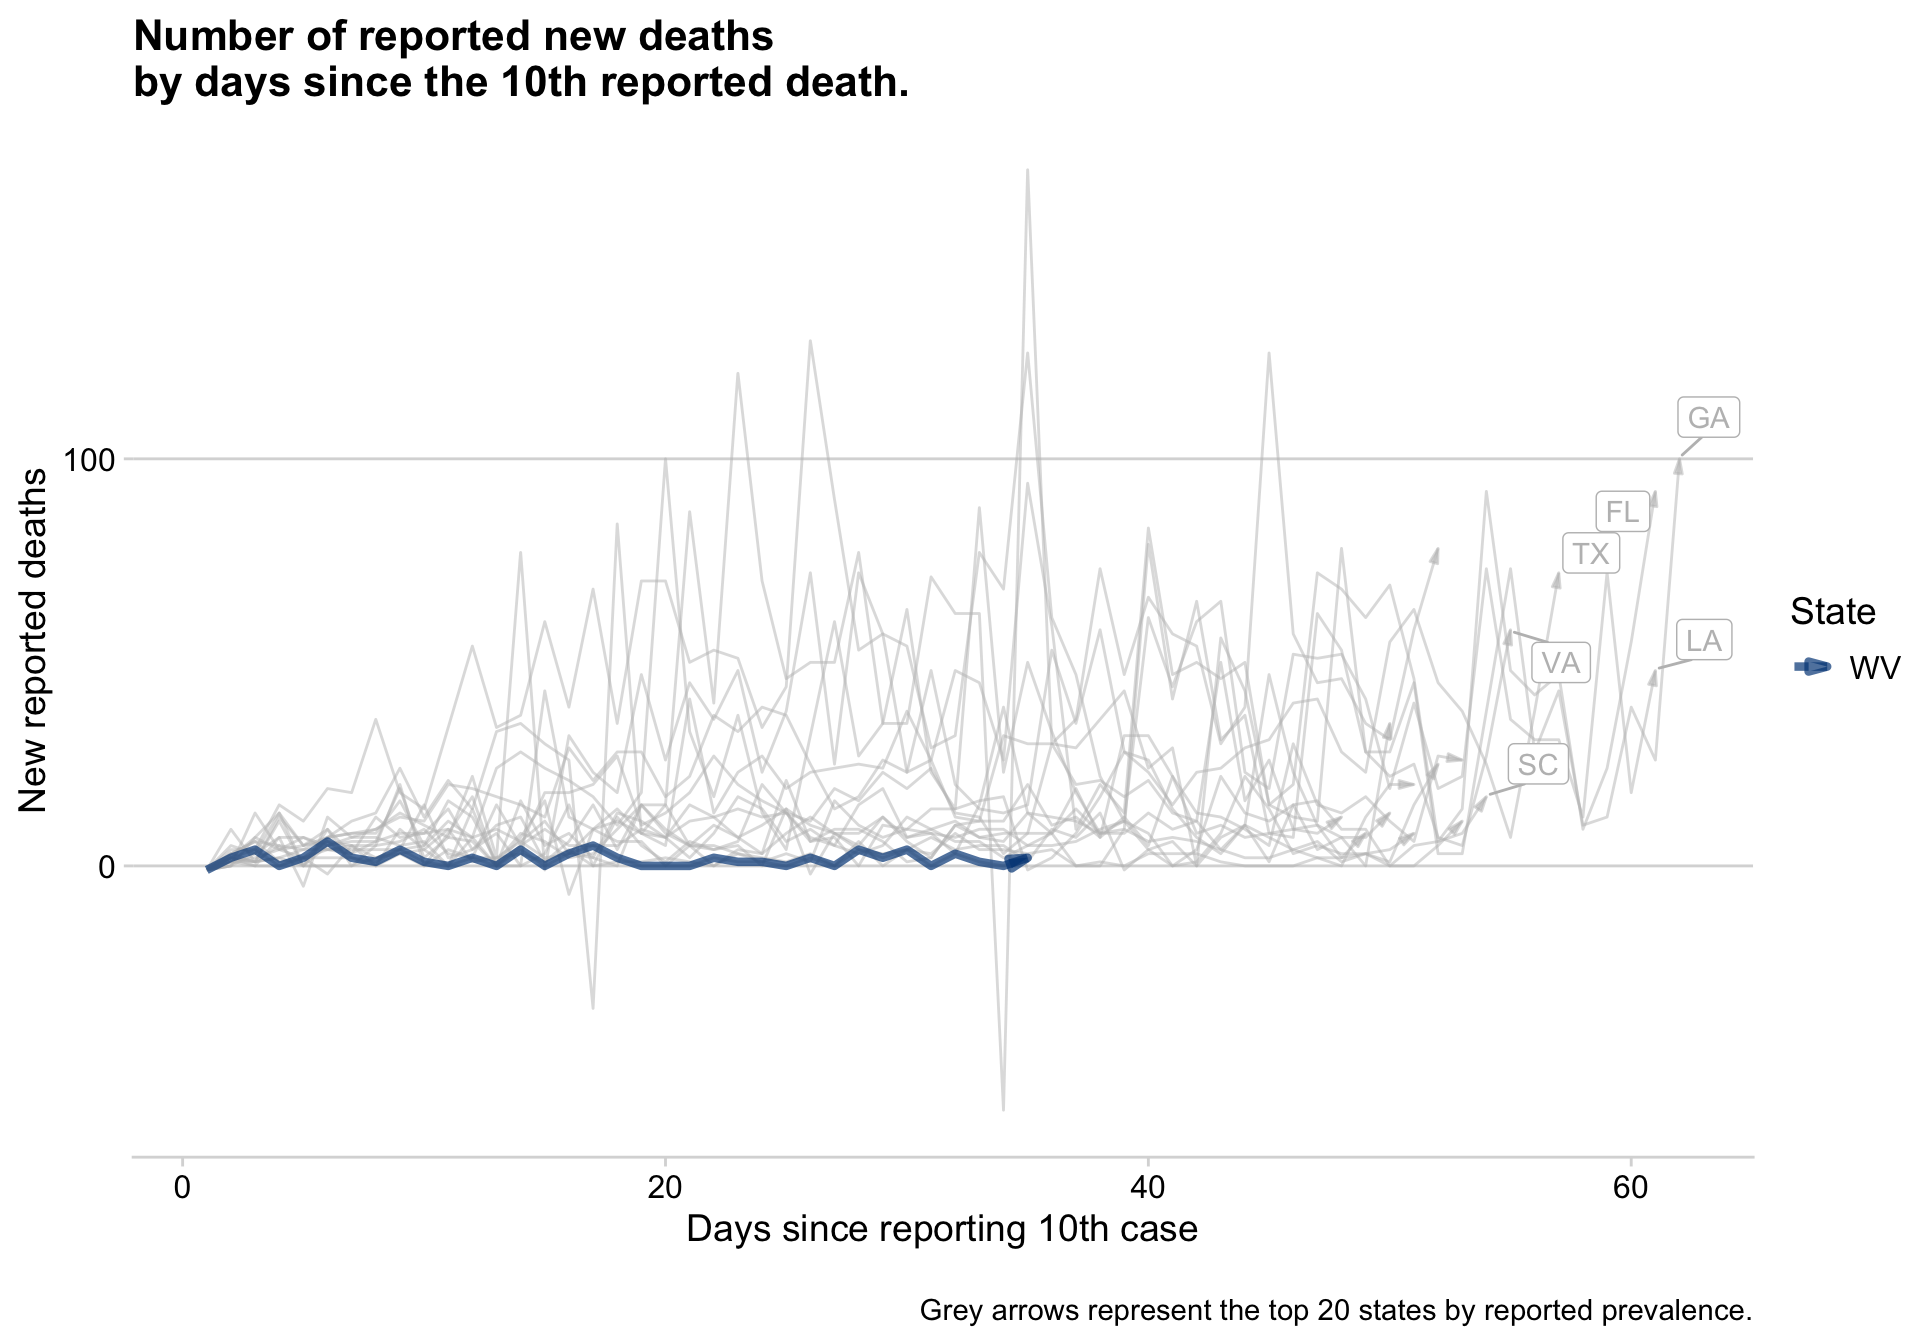 Number of reported new deaths
by days since the 10th reported death.
New reported deaths
100
0
GA
FL
TX
LA
VA
SC
State
WV
0
20
40
60
Days since reporting 10th case
Grey arrows represent the top 20 states by reported prevalence.